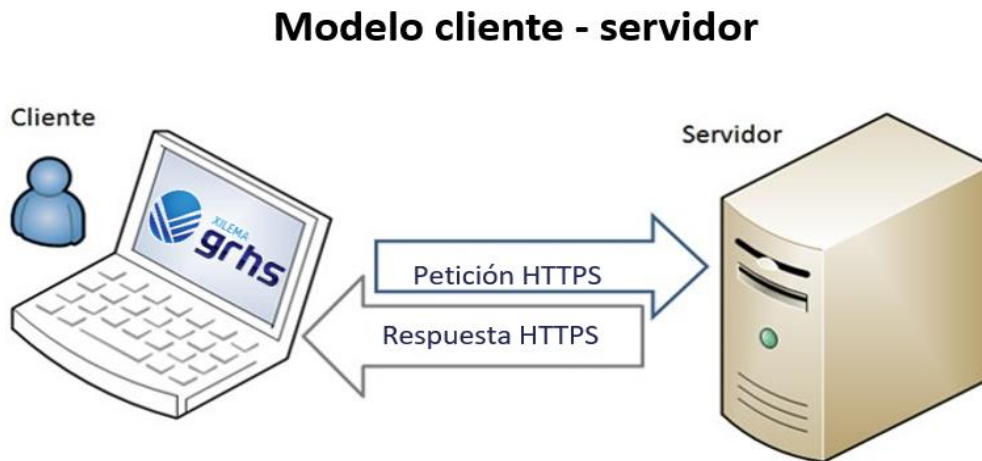 Modelo cliente - servidor
Cliente
Servidor
XILEMA
grhs
Petición HTTPS
Respuesta HTTPS